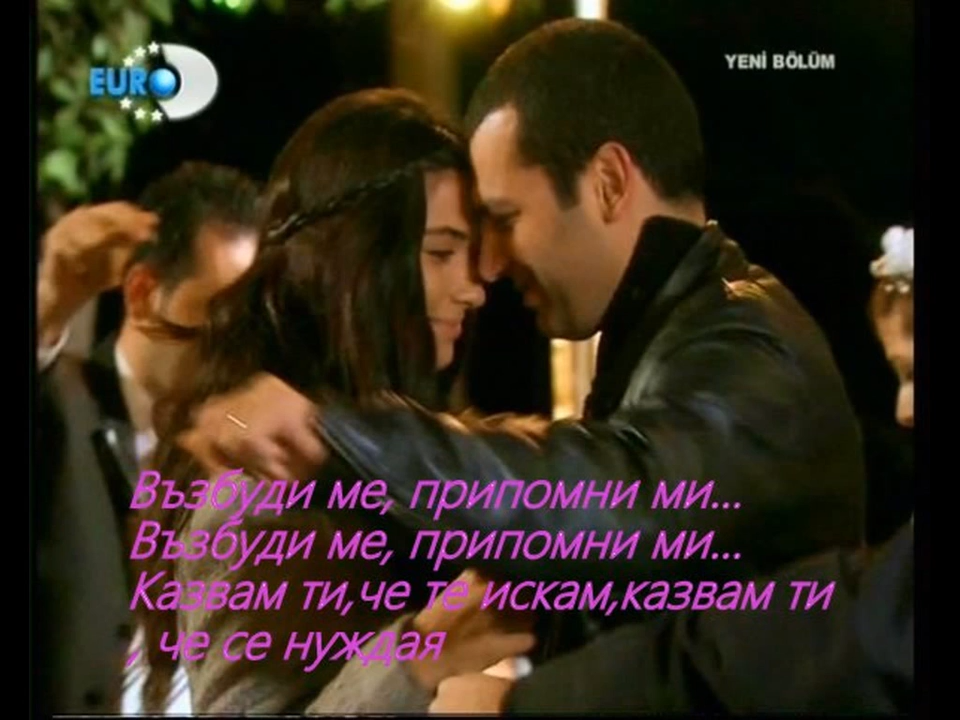 EURO D
YENİ BÖLÜM
Възбуди ме, припомни ми...
Възбуди ме, припомни ми...
Казвам ти,че те искам,казвам ти
, че се нуждая